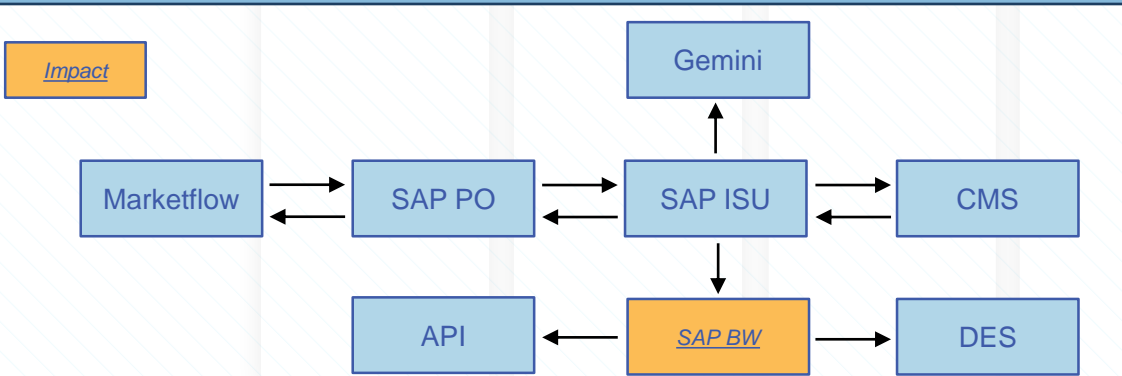 Gemini
Impact
Marketflow
SAP PO
SAP ISU
CMS
API
SAP BW
DES